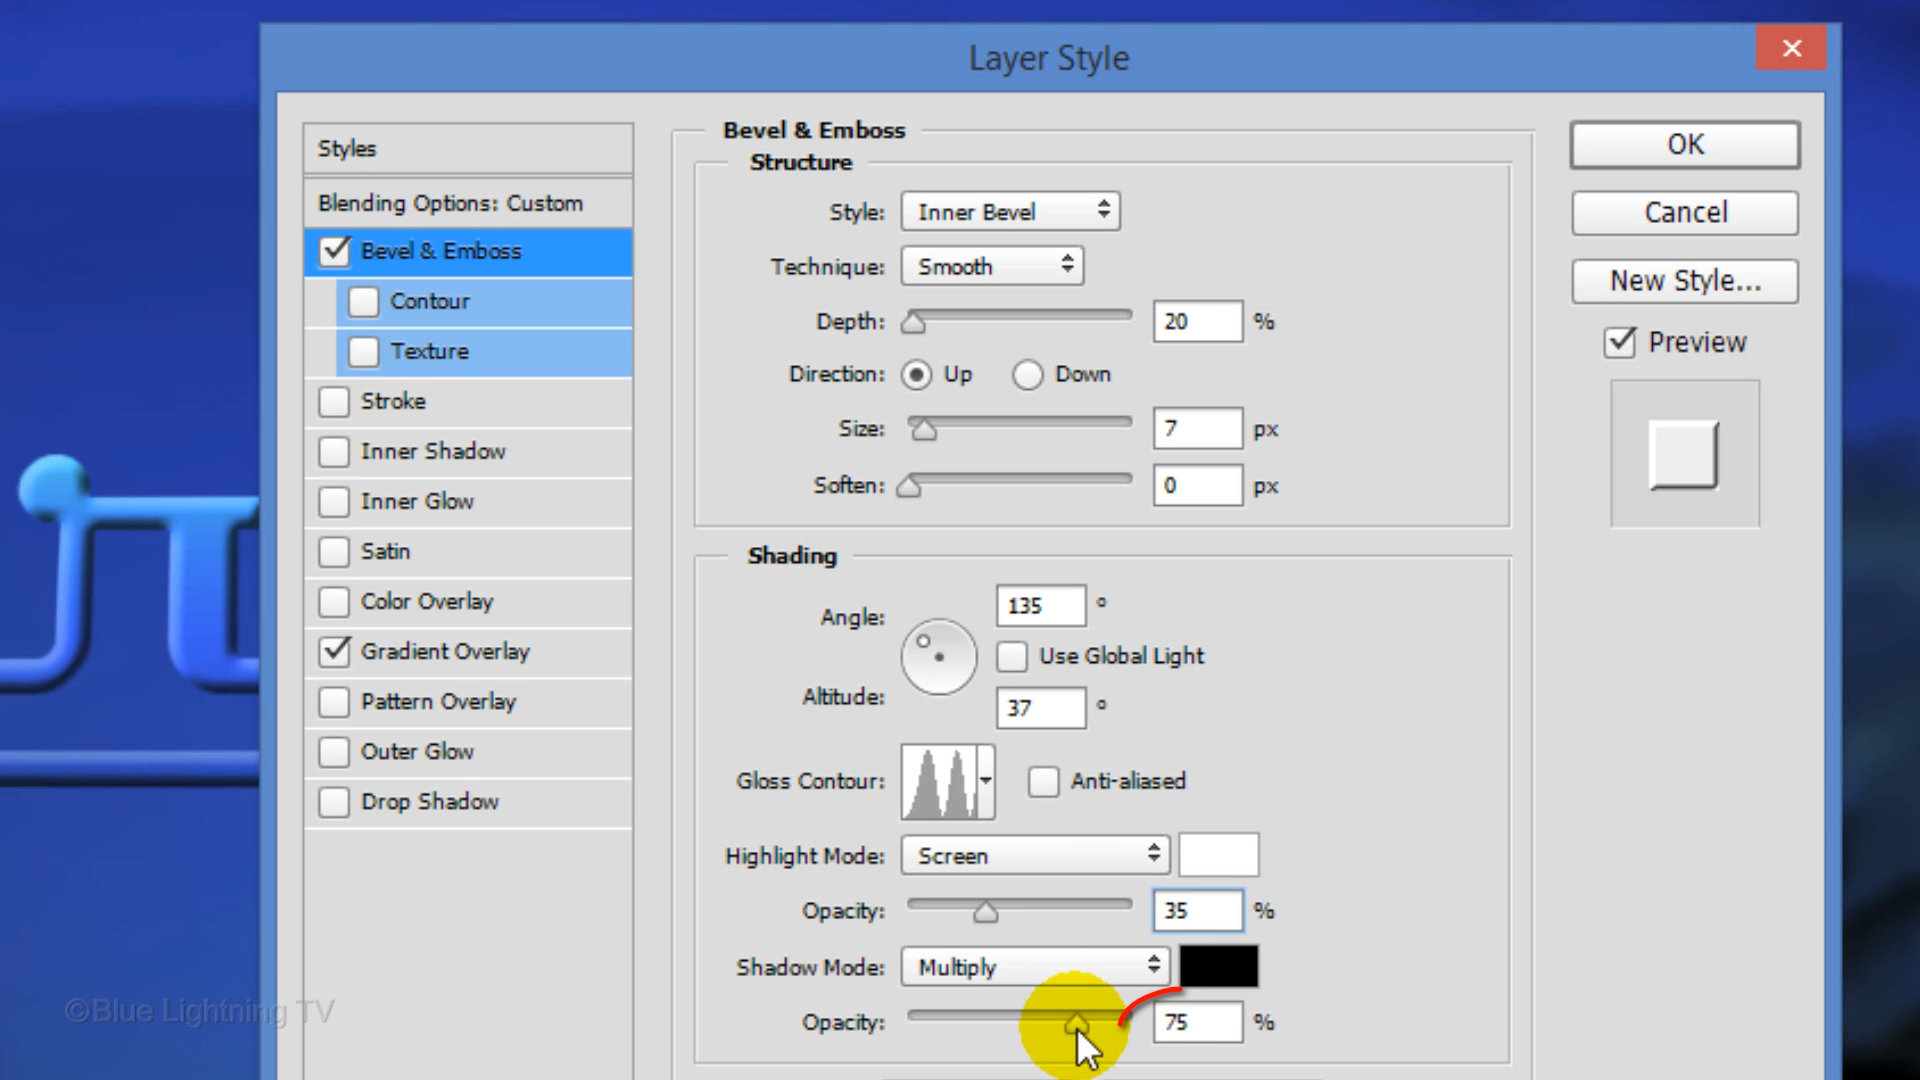 Layer Style
Styles
Blending Options: Custom
Bevel & Emboss
Contour
Texture
Stroke
Inner Shadow
Inner Glow
Satin
Color Overlay
Gradient Overlay
Pattern Overlay
Outer Glow
Drop Shadow
Bevel & Emboss
Structure
Style: Inner Bevel
Technique: Smooth
Depth: 20 %
Direction: Up Down
Size: 7 px
Soften: 0 px
Shading
Angle: 135 °
Use Global Light
Altitude: 37 °
Gloss Contour: Anti-aliased
Highlight Mode: Screen
Opacity: 35 %
Shadow Mode: Multiply
Opacity: 75 %
OK
Cancel
New Style...
Preview
©Blue Lightning TV